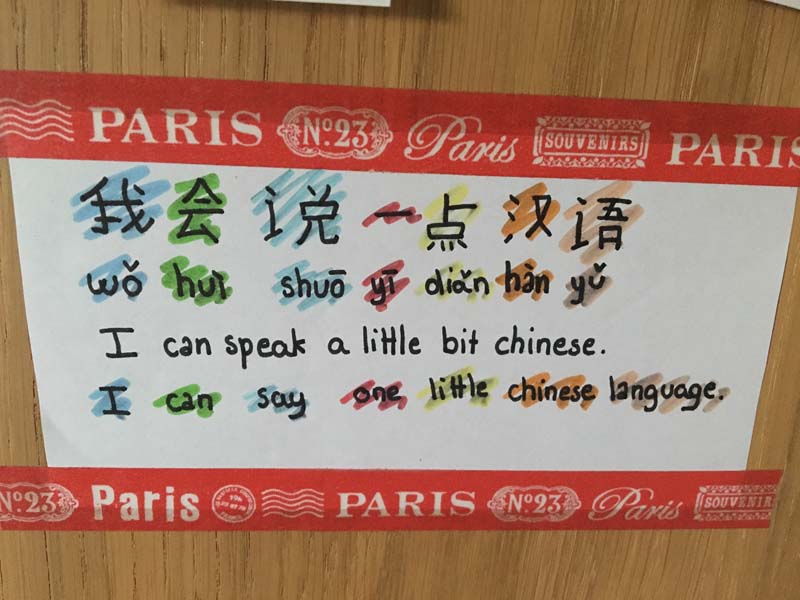 PARIS Nº23 Paris SOUVENIRS PARIS
我会 说 一点 汉语
wǒ huì shuō yī diǎn hàn yǔ
I can speak a little bit chinese.
I can say one little chinese language.
Nº23 Paris PARIS Nº23 Paris SOUVENIRS